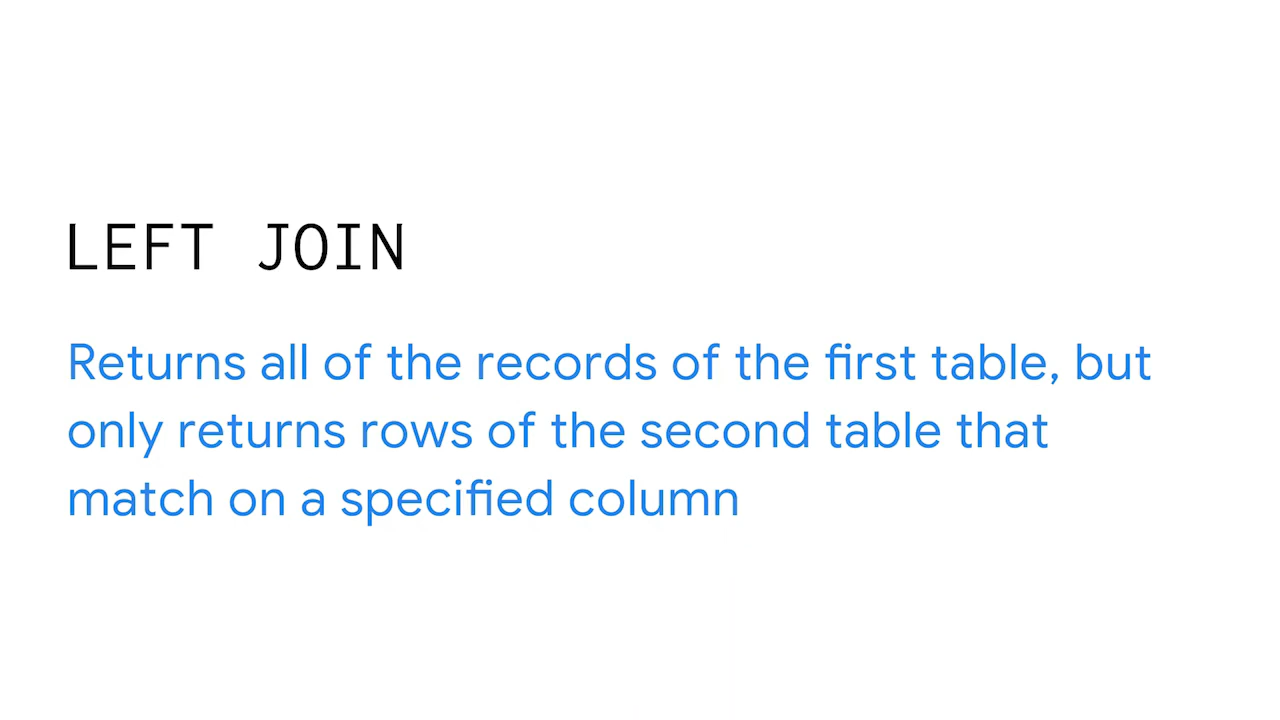 LEFT JOIN
Returns all of the records of the first table, but
only returns rows of the second table that
match on a specified column